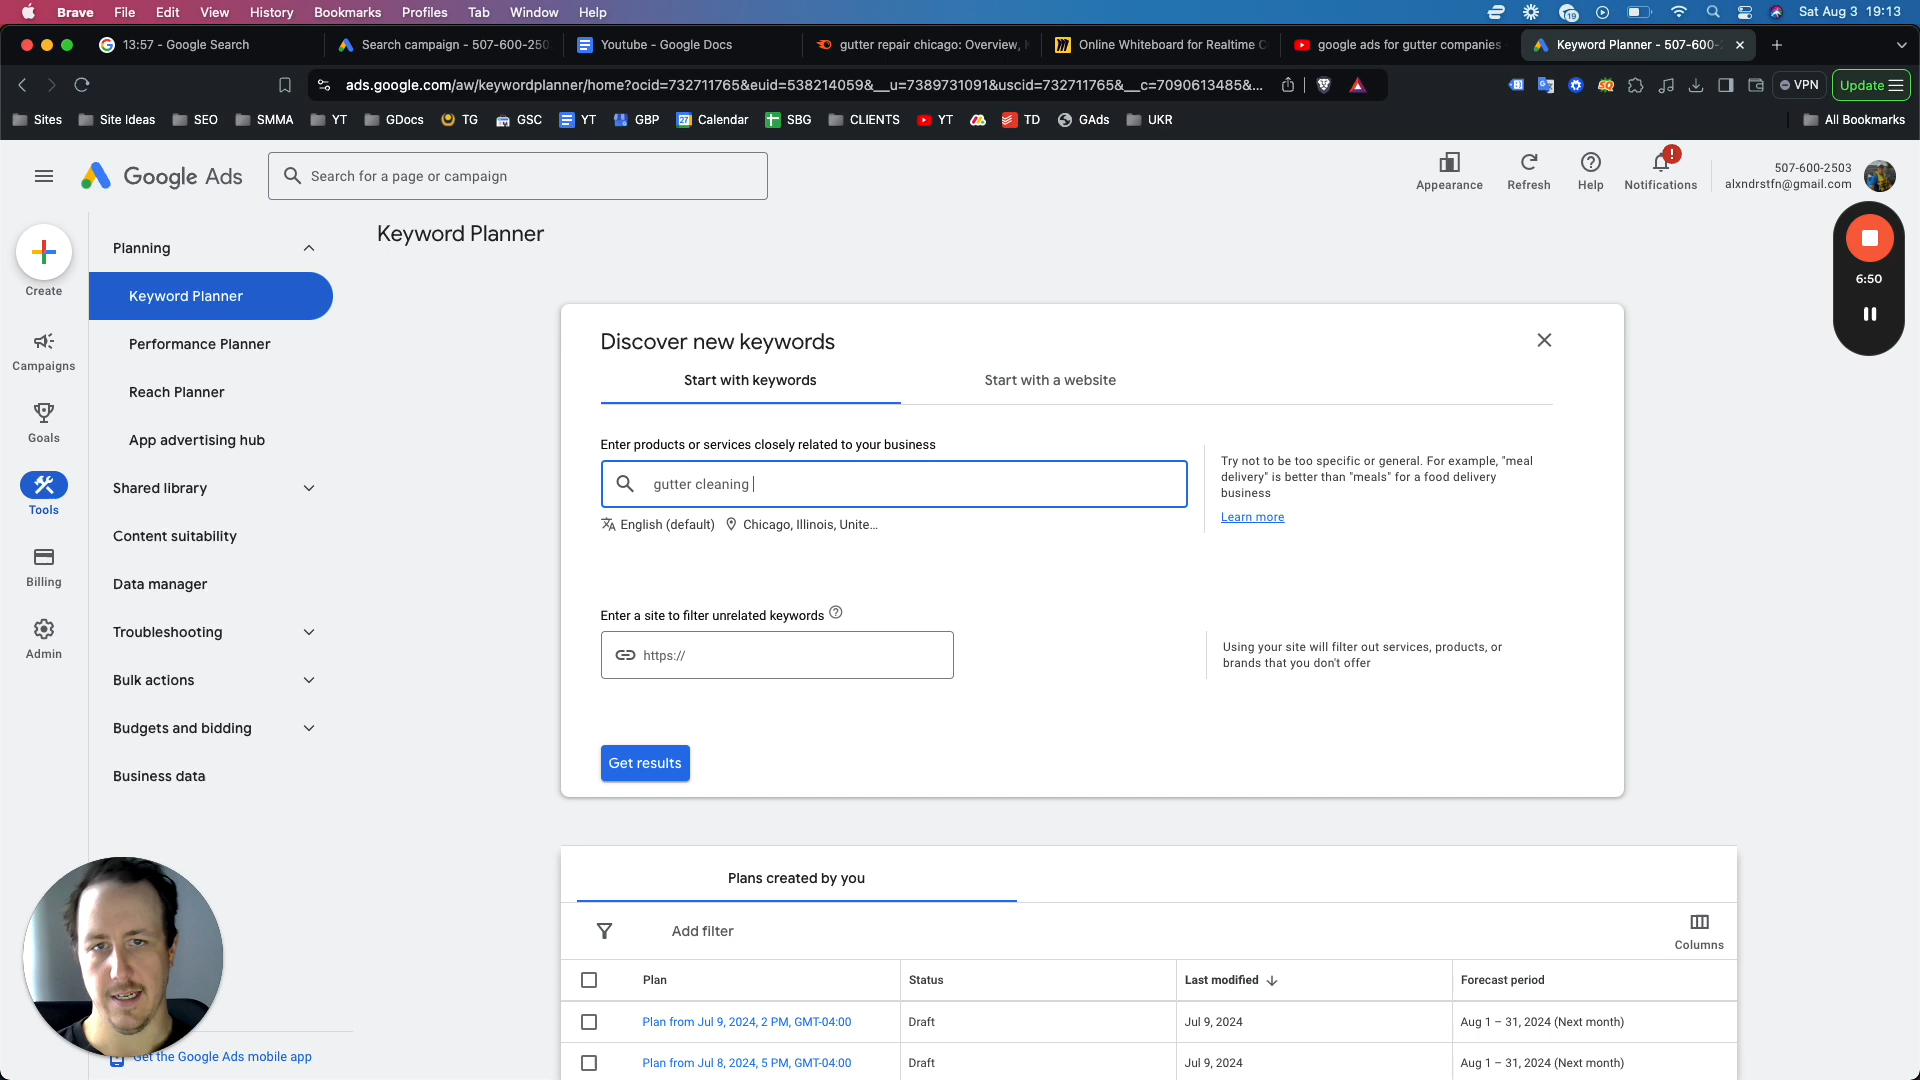 Brave File Edit View History Bookmarks Profiles Tab Window Help 19 Sat Aug 3 19:13
13:57 - Google Search Search campaign - 507-600-250 Youtube - Google Docs gutter repair chicago: Overview, Online Whiteboard for Realtime C google ads for gutter companies Keyword Planner - 507-600-2
ads.google.com/aw/keywordplanner/home?ocid=732711765&euid=538214059&__u=7389731091&uscid=732711765&__c=7090613485&... VPN Update
Sites Site Ideas SEO SMMA YT GDocs TG GSC YT GBP Calendar SBG CLIENTS YT TD GAds UKR All Bookmarks
Google Ads Search for a page or campaign Appearance Refresh Help Notifications 507-600-2503
alxndrstfn@gmail.com
Create
Campaigns
Goals
Tools
Billing
Admin
Planning
Keyword Planner
Performance Planner
Reach Planner
App advertising hub
Shared library
Content suitability
Data manager
Troubleshooting
Bulk actions
Budgets and bidding
Business data
Get the Google Ads mobile app
Keyword Planner
6:50
Discover new keywords
Start with keywords Start with a website
Enter products or services closely related to your business
gutter cleaning
English (default) Chicago, Illinois, Unite...
Try not to be too specific or general. For example, "meal
delivery" is better than "meals" for a food delivery
business
Learn more
Enter a site to filter unrelated keywords
https://
Using your site will filter out services, products, or
brands that you don't offer
Get results
Plans created by you
Add filter Columns
Plan Status Last modified Forecast period
Plan from Jul 9, 2024, 2 PM, GMT-04:00 Draft Jul 9, 2024 Aug 1 – 31, 2024 (Next month)
Plan from Jul 8, 2024, 5 PM, GMT-04:00 Draft Jul 9, 2024 Aug 1 – 31, 2024 (Next month)